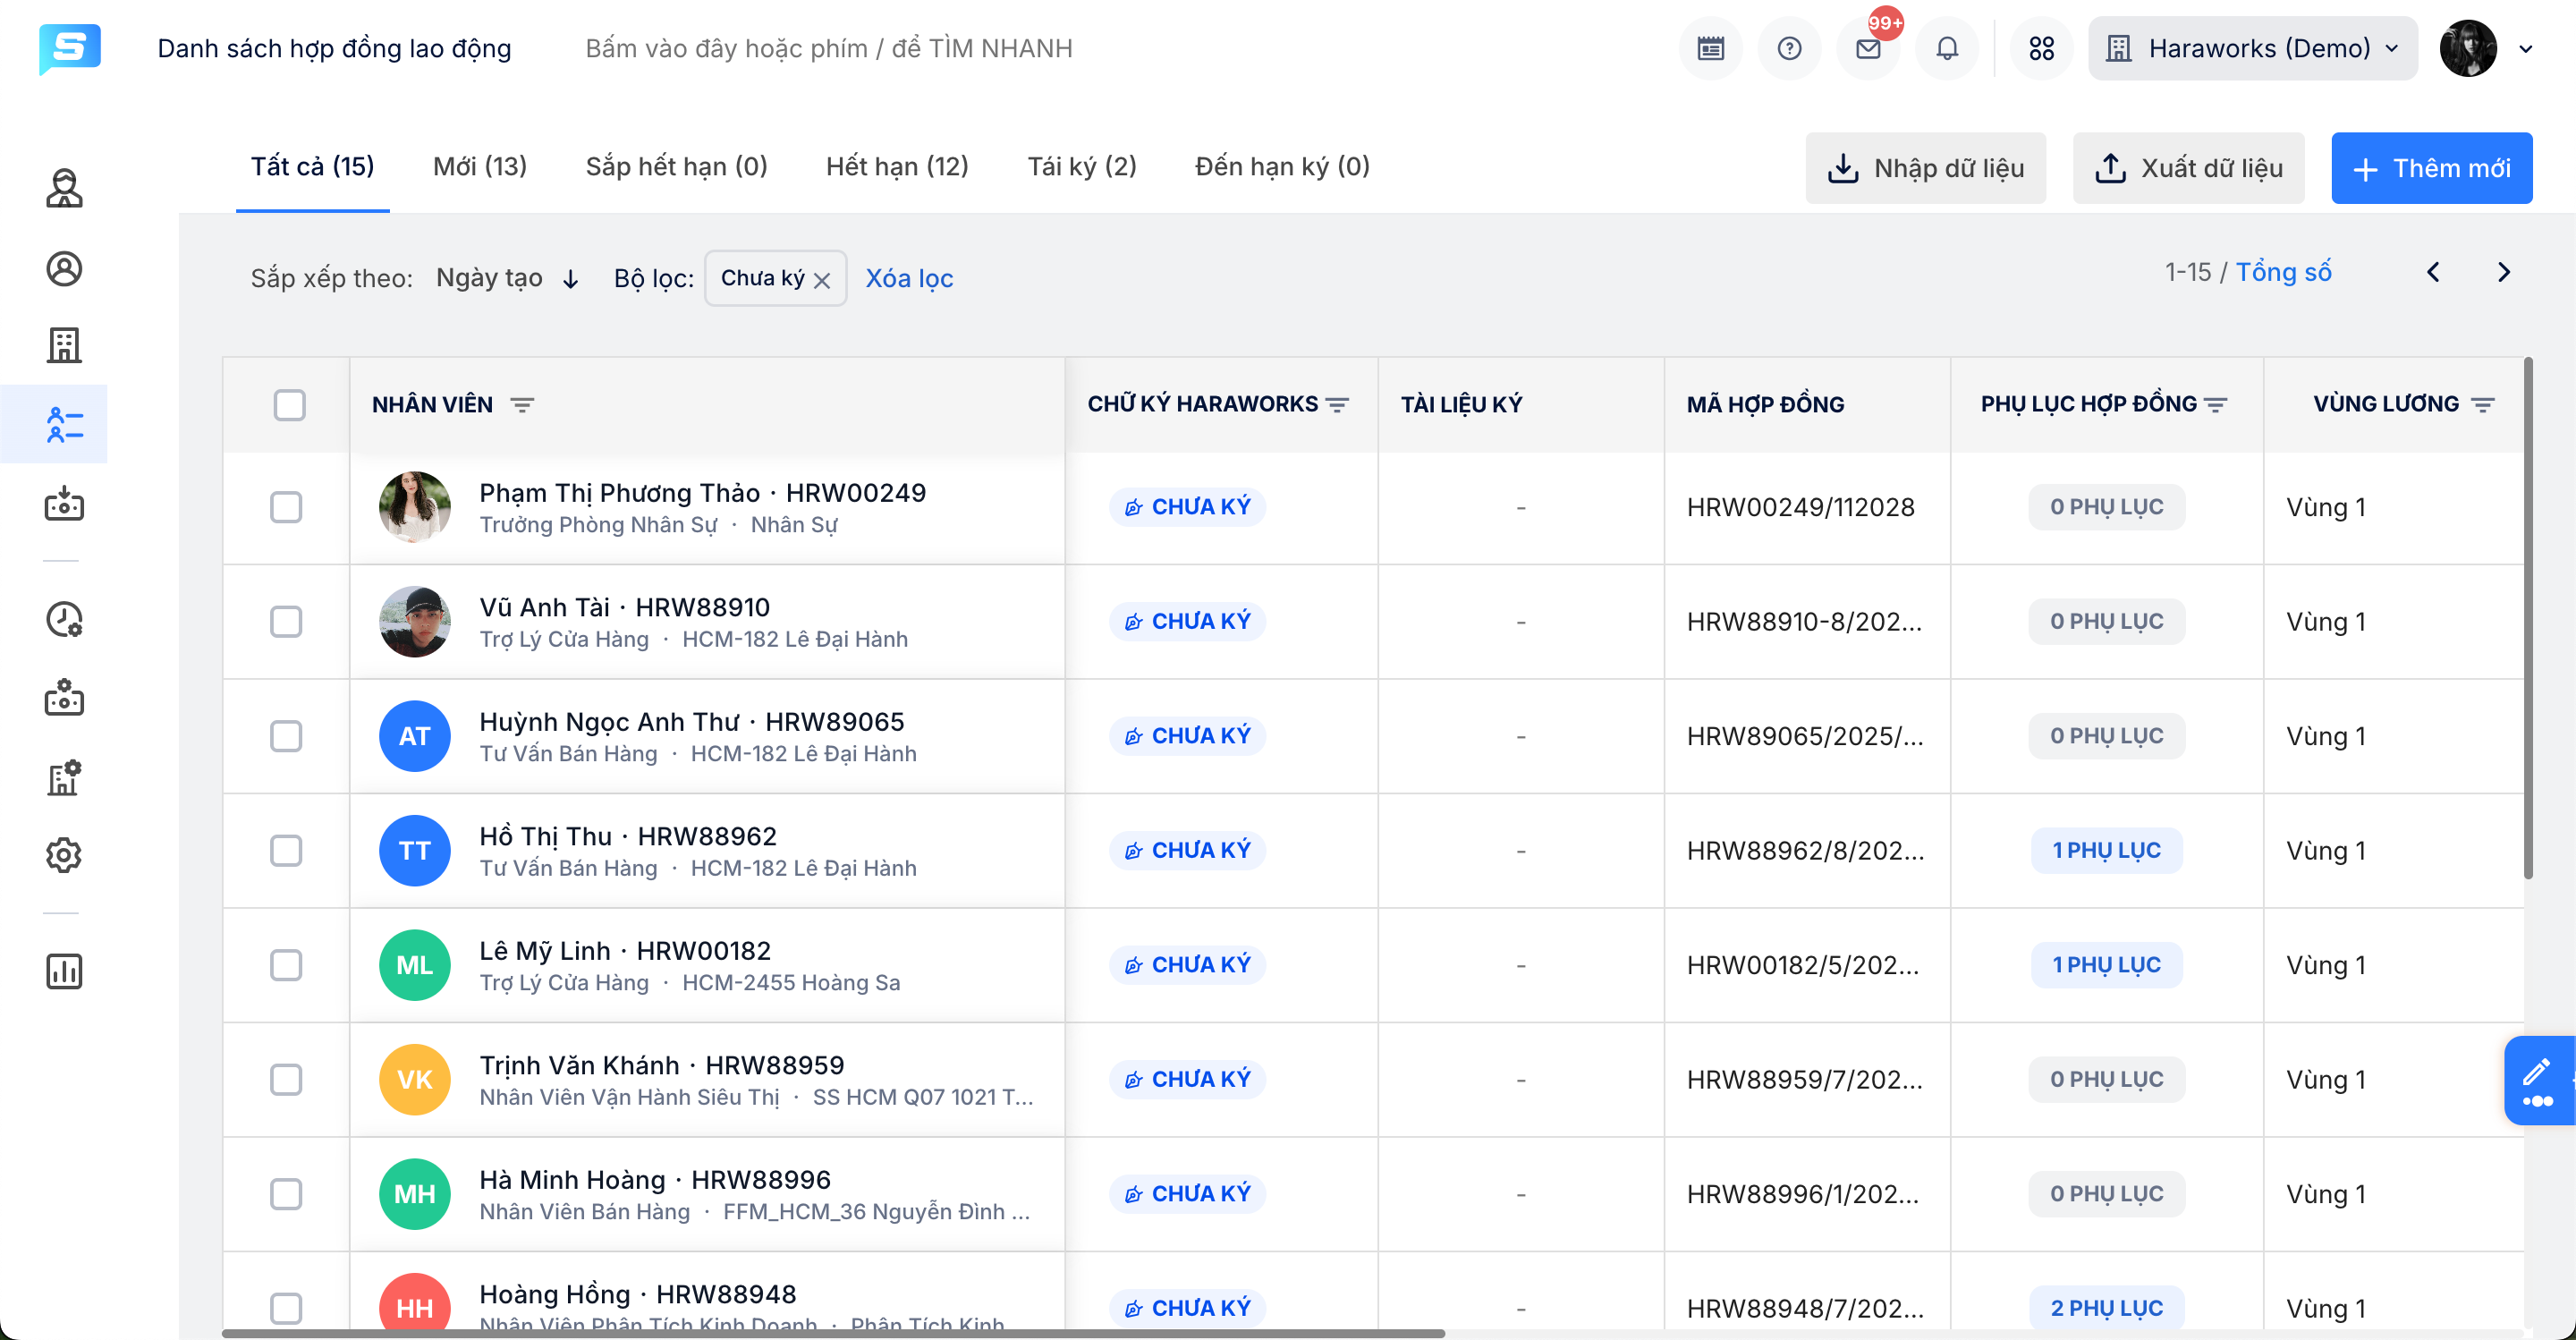 S Danh sách hợp đồng lao động Bấm vào đây hoặc phím / để TÌM NHANH 99+ Haraworks (Demo)
Tất cả (15) Mới (13) Sắp hết hạn (0) Hết hạn (12) Tái ký (2) Đến hạn ký (0) Nhập dữ liệu Xuất dữ liệu + Thêm mới
Sắp xếp theo: Ngày tạo ↓ Bộ lọc: Chưa ký × Xóa lọc 1-15 / Tổng số
NHÂN VIÊN CHỮ KÝ HARAWORKS TÀI LIỆU KÝ MÃ HỢP ĐỒNG PHỤ LỤC HỢP ĐỒNG VÙNG LƯƠNG
Phạm Thị Phương Thảo · HRW00249
Trưởng Phòng Nhân Sự · Nhân Sự
CHƯA KÝ - HRW00249/112028 0 PHỤ LỤC Vùng 1
Vũ Anh Tài · HRW88910
Trợ Lý Cửa Hàng · HCM-182 Lê Đại Hành
CHƯA KÝ - HRW88910-8/202... 0 PHỤ LỤC Vùng 1
AT
Huỳnh Ngọc Anh Thư · HRW89065
Tư Vấn Bán Hàng · HCM-182 Lê Đại Hành
CHƯA KÝ - HRW89065/2025/... 0 PHỤ LỤC Vùng 1
TT
Hồ Thị Thu · HRW88962
Tư Vấn Bán Hàng · HCM-182 Lê Đại Hành
CHƯA KÝ - HRW88962/8/202... 1 PHỤ LỤC Vùng 1
ML
Lê Mỹ Linh · HRW00182
Trợ Lý Cửa Hàng · HCM-2455 Hoàng Sa
CHƯA KÝ - HRW00182/5/202... 1 PHỤ LỤC Vùng 1
VK
Trịnh Văn Khánh · HRW88959
Nhân Viên Vận Hành Siêu Thị · SS HCM Q07 1021 T...
CHƯA KÝ - HRW88959/7/202... 0 PHỤ LỤC Vùng 1
MH
Hà Minh Hoàng · HRW88996
Nhân Viên Bán Hàng · FFM_HCM_36 Nguyễn Đình ...
CHƯA KÝ - HRW88996/1/202... 0 PHỤ LỤC Vùng 1
HH
Hoàng Hồng · HRW88948
Nhân Viên Phân Tích Kinh Doanh · Phân Tích Kinh
CHƯA KÝ - HRW88948/7/202... 2 PHỤ LỤC Vùng 1